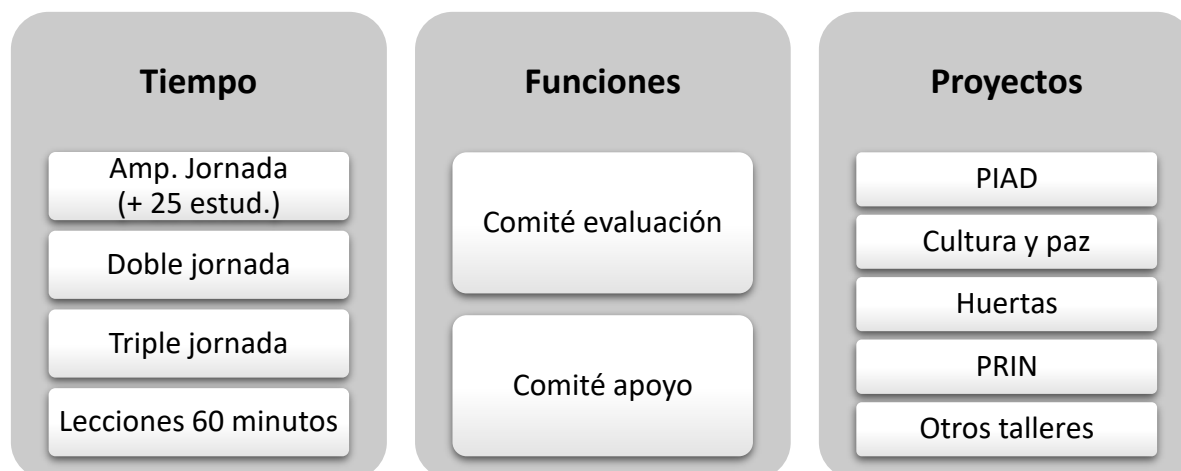 Tiempo
Amp. Jornada
(+ 25 estud.)
Doble jornada
Triple jornada
Lecciones 60 minutos
Funciones
Comité evaluación
Comité apoyo
Proyectos
PIAD
Cultura y paz
Huertas
PRIN
Otros talleres